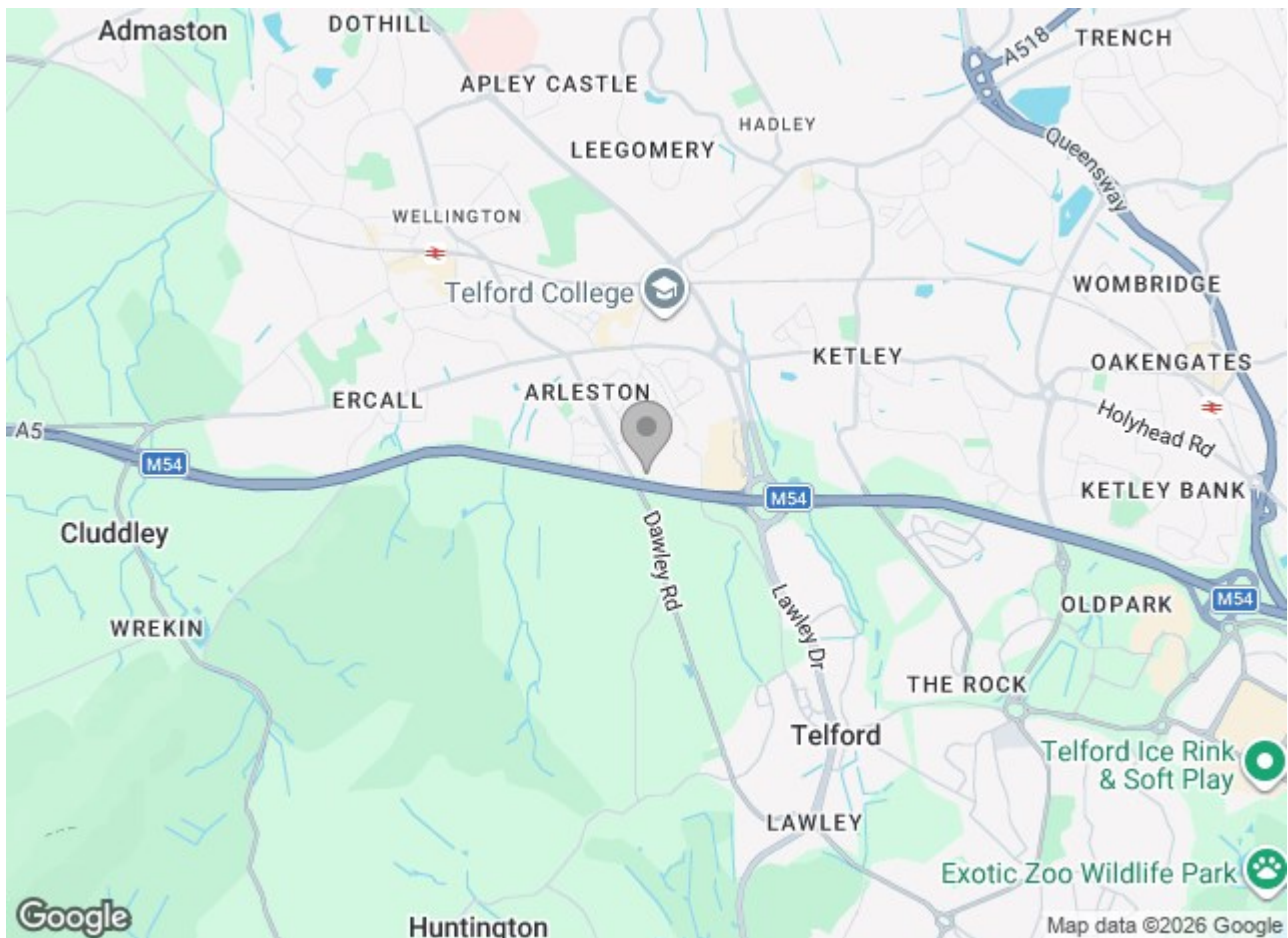 DOTHILL
Admaston
A518
TRENCH
APLEY CASTLE
HADLEY
LEEGOMERY
Queensway
WELLINGTON
Telford College
WOMBRIDGE
KETLEY
OAKENGATES
ERCALL
ARLESTON
Holyhead Rd
A5
M54
M54
KETLEY BANK
Cluddley
Dawley Rd
Lawley Dr
M54
OLDPARK
WREKIN
THE ROCK
Telford
Telford Ice Rink
& Soft Play
LAWLEY
Exotic Zoo Wildlife Park
Google
Huntington
Map data ©2026 Google